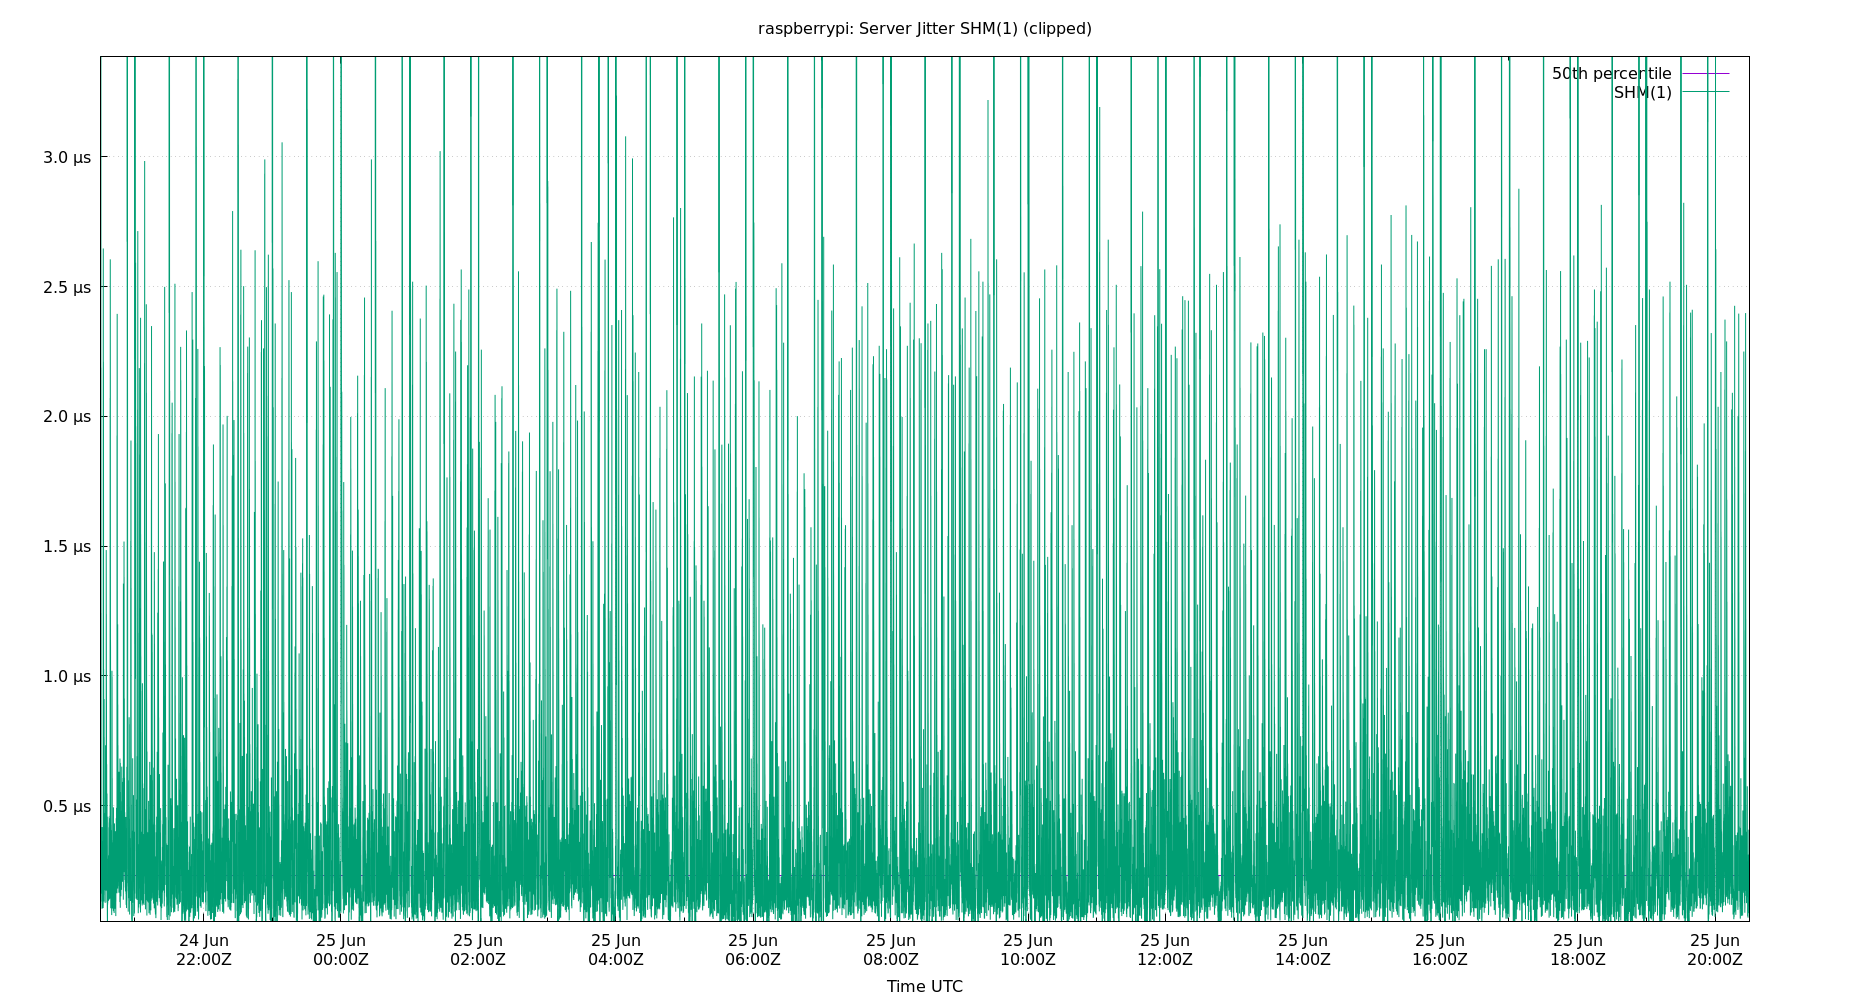 raspberrypi: Server Jitter SHM(1) (clipped)
50th percentile
SHM(1)
3.0 µs
2.5 µs
2.0 µs
1.5 µs
1.0 µs
0.5 µs
24 Jun 25 Jun 25 Jun 25 Jun 25 Jun 25 Jun 25 Jun 25 Jun 25 Jun 25 Jun 25 Jun 25 Jun
22:00Z 00:00Z 02:00Z 04:00Z 06:00Z 08:00Z 10:00Z 12:00Z 14:00Z 16:00Z 18:00Z 20:00Z
Time UTC